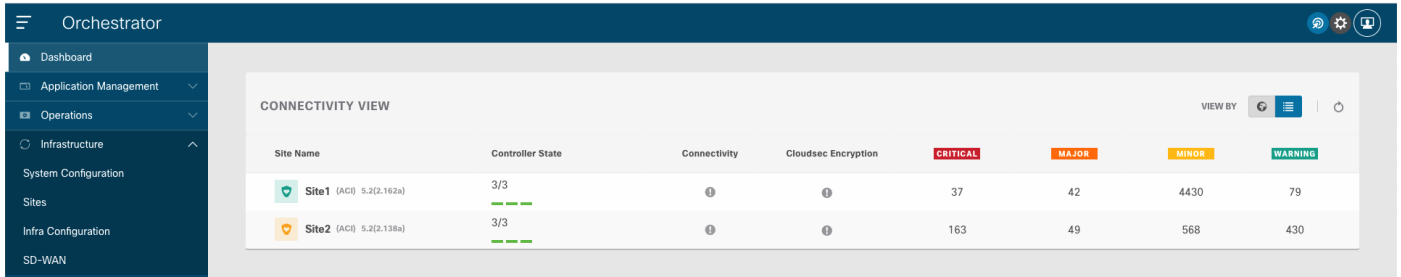 Orchestrator
Dashboard
Application Management
Operations
Infrastructure
System Configuration
Sites
Infra Configuration
SD-WAN
CONNECTIVITY VIEW
VIEW BY
Site Name Controller State Connectivity Cloudsec Encryption CRITICAL MAJOR MINOR WARNING
Site1 (ACI) 5.2(2.162a) 3/3 37 42 4430 79
Site2 (ACI) 5.2(2.138a) 3/3 163 49 568 430